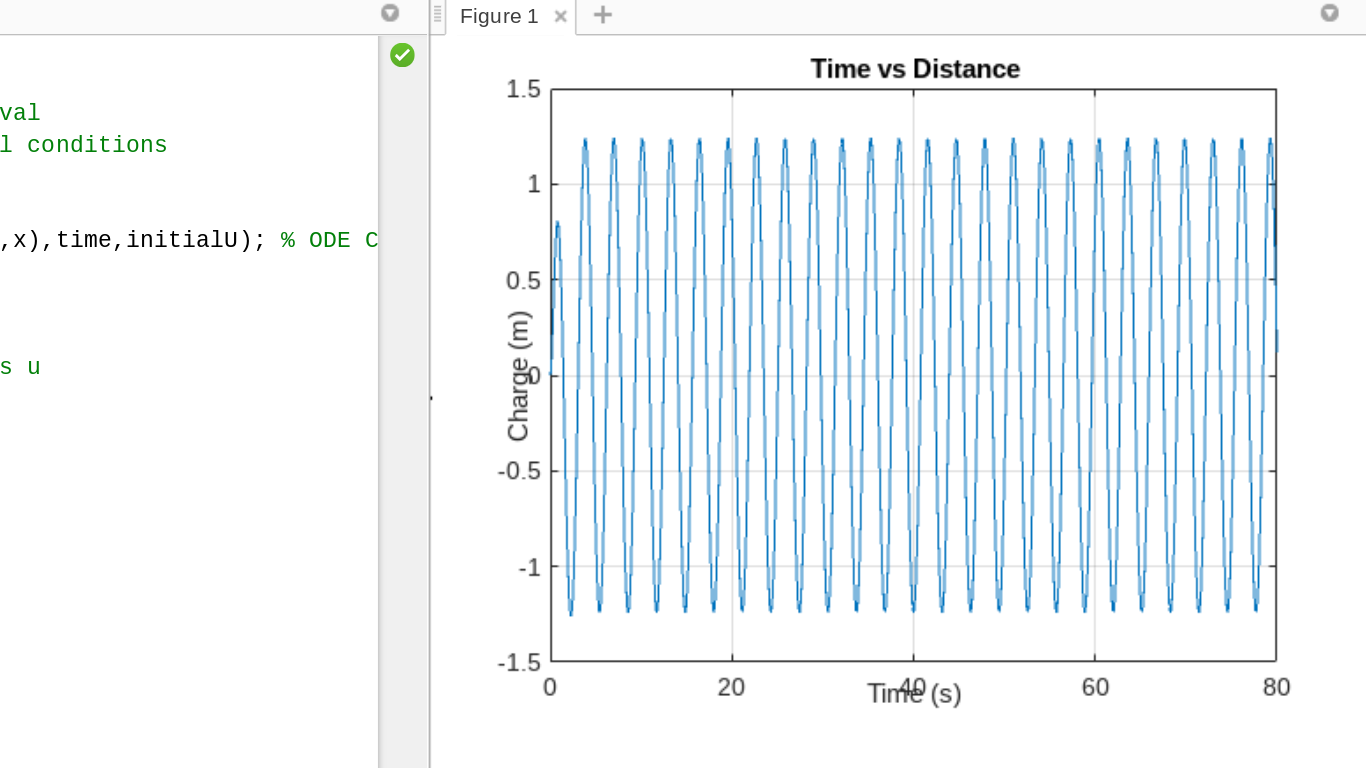 val
l conditions
,x),time,initialU); % ODE C
s u
Figure 1
Time vs Distance
1.5
1
0.5
0
-0.5
-1
-1.5
Charge (m)
0 20 40 60 80
Time (s)